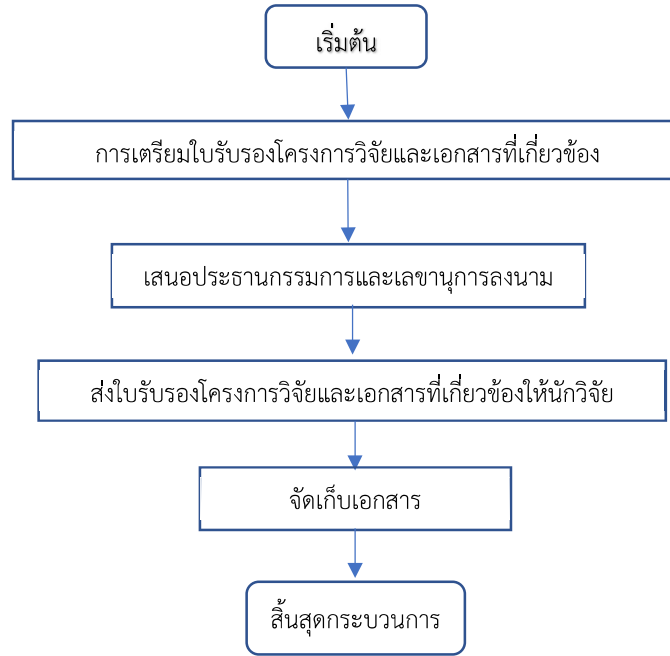 เริ่มต้น
การเตรียมใบรับรองโครงการวิจัยและเอกสารที่เกี่ยวข้อง
เสนอประธานกรรมการและเลขานุการลงนาม
ส่งใบรับรองโครงการวิจัยและเอกสารที่เกี่ยวข้องให้นักวิจัย
จัดเก็บเอกสาร
สิ้นสุดกระบวนการ